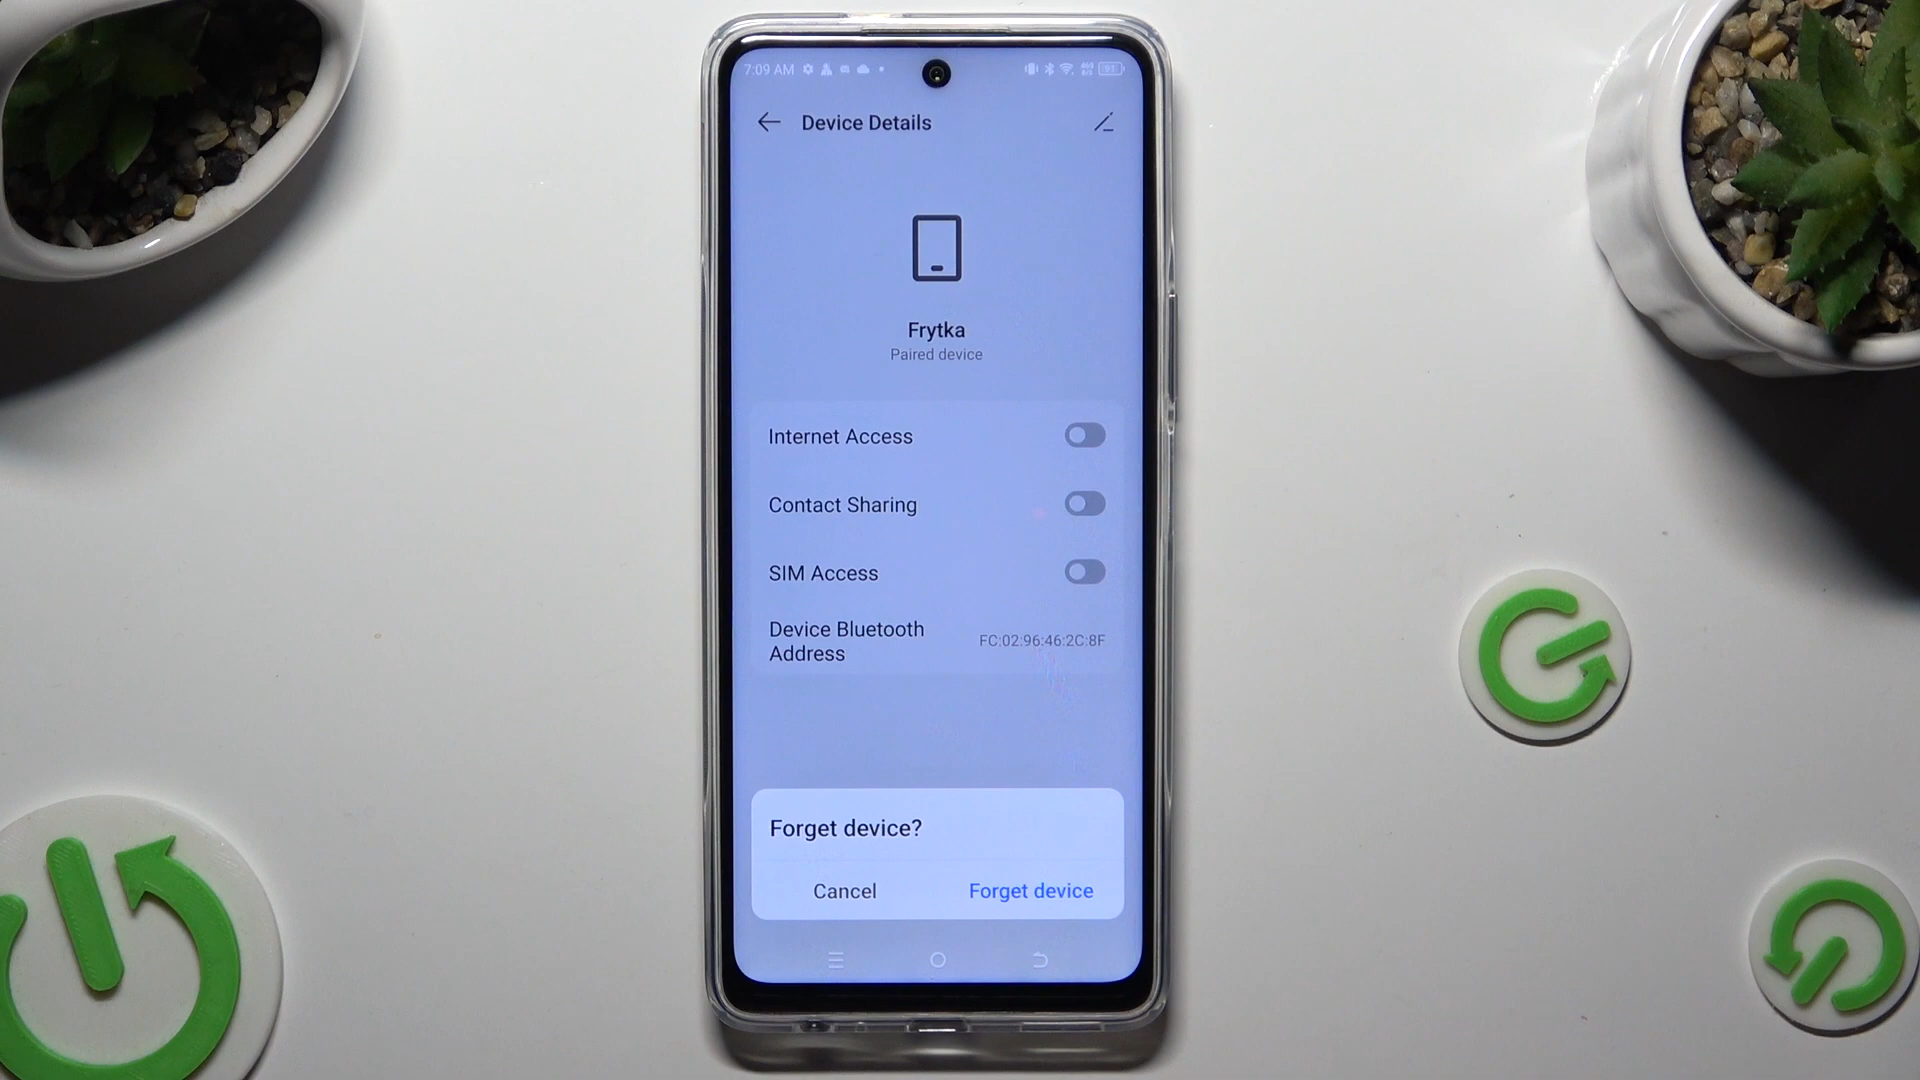 7:09 AM
93
Device Details
Frytka
Paired device
Internet Access
Contact Sharing
SIM Access
Device Bluetooth
Address
FC:02:96:46:2C:8F
Forget device?
Cancel
Forget device